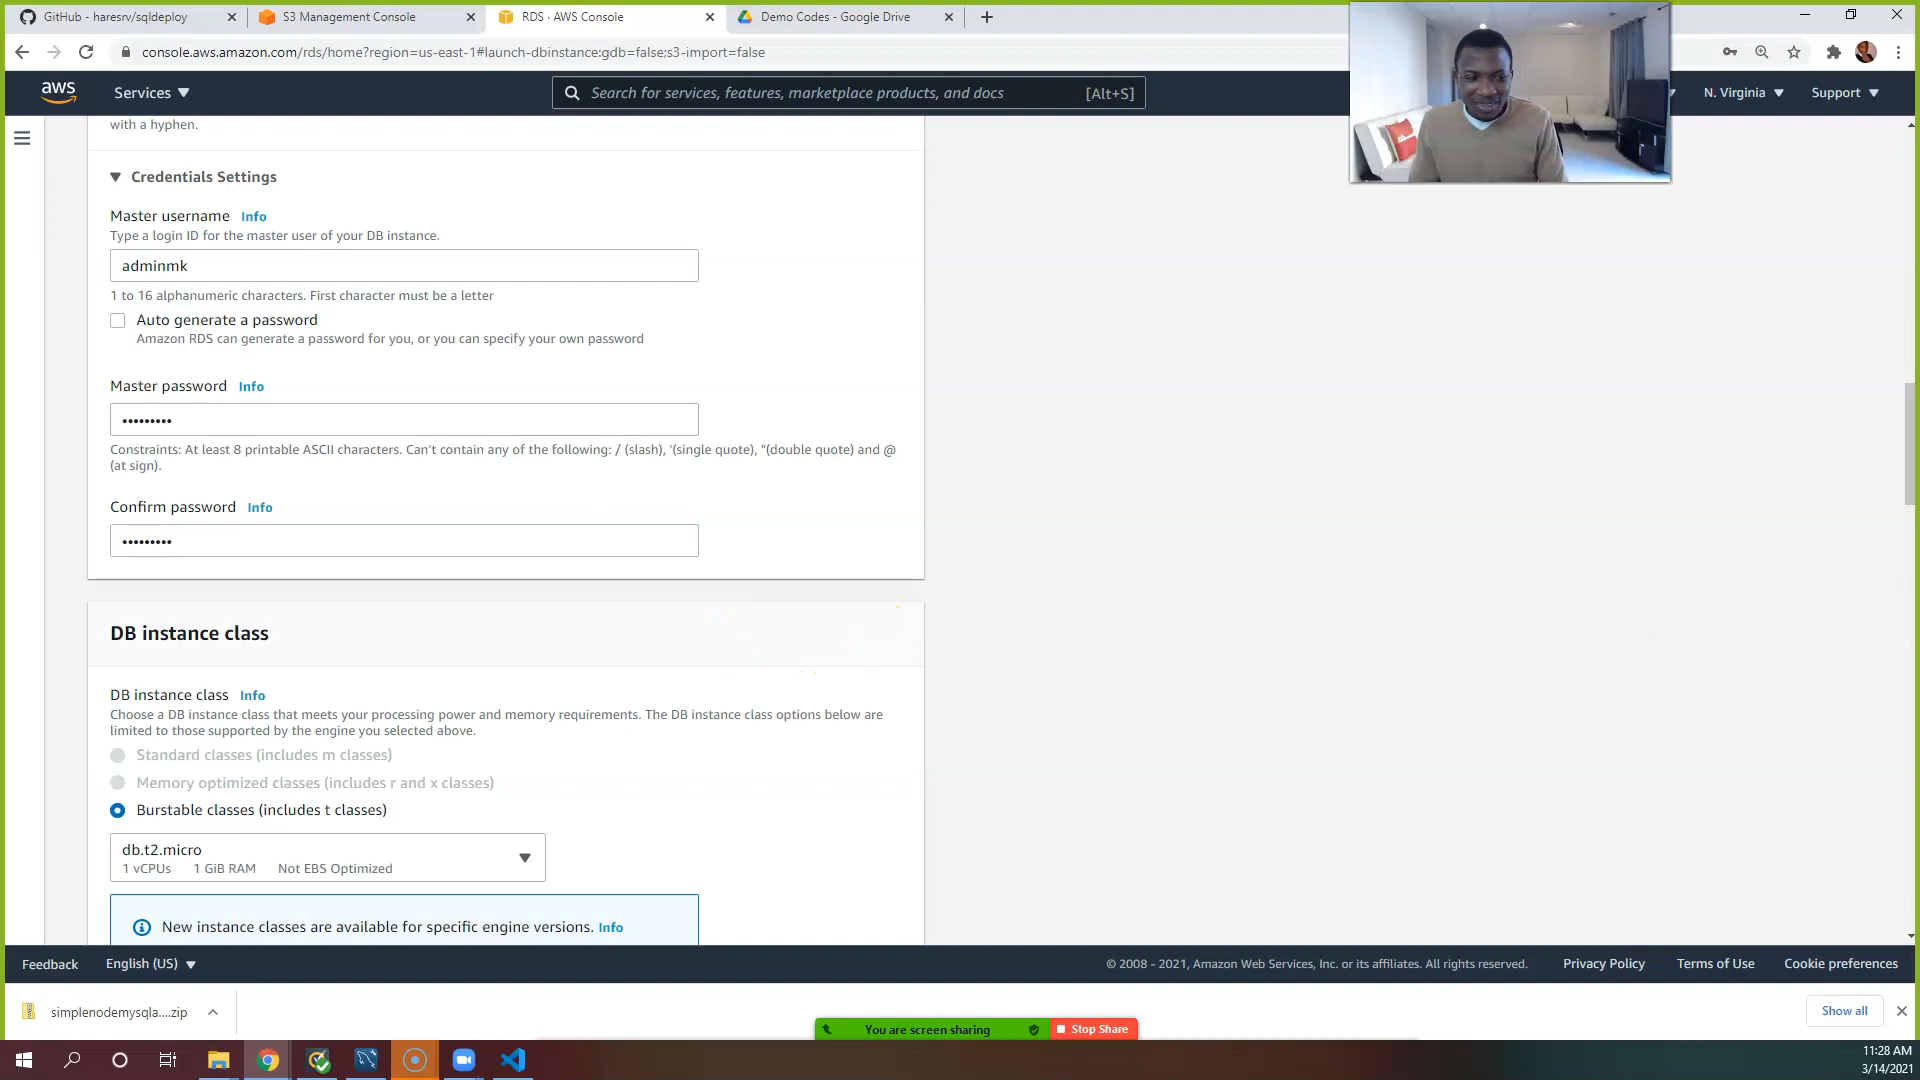 GitHub - haresrv/sqldeploy
S3 Management Console
RDS · AWS Console
Demo Codes - Google Drive
console.aws.amazon.com/rds/home?region=us-east-1#launch-dbinstance:gdb=false;s3-import=false
aws
Services
Search for services, features, marketplace products, and docs
[Alt+S]
N. Virginia
Support
with a hyphen.
Credentials Settings
Master username Info
Type a login ID for the master user of your DB instance.
adminmk
1 to 16 alphanumeric characters. First character must be a letter
Auto generate a password
Amazon RDS can generate a password for you, or you can specify your own password
Master password Info
•••••••••
Constraints: At least 8 printable ASCII characters. Can't contain any of the following: / (slash), '(single quote), "(double quote) and @
(at sign).
Confirm password Info
•••••••••
DB instance class
DB instance class Info
Choose a DB instance class that meets your processing power and memory requirements. The DB instance class options below are
limited to those supported by the engine you selected above.
Standard classes (includes m classes)
Memory optimized classes (includes r and x classes)
Burstable classes (includes t classes)
db.t2.micro
1 vCPUs 1 GiB RAM Not EBS Optimized
New instance classes are available for specific engine versions. Info
Feedback
English (US)
© 2008 - 2021, Amazon Web Services, Inc. or its affiliates. All rights reserved.
Privacy Policy
Terms of Use
Cookie preferences
simplenodemysqla....zip
Show all
You are screen sharing
Stop Share
11:28 AM
3/14/2021